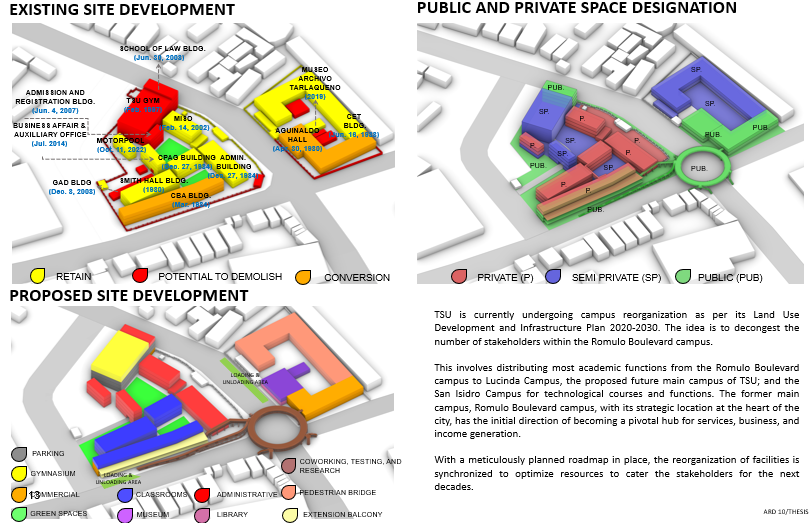 EXISTING SITE DEVELOPMENT
SCHOOL OF LAW BLDG.
(Jun. 30, 2003)
MUSEO
ARCHIVO
TARLAQUENO
(2019)
ADMISSION AND
REGISTRATION BLDG.
(Jun. 4, 2007)
TSU GYM
BUSINESS AFFAIR &
AUXILLIARY OFFICE
(Jul. 2014)
MISO
(Feb. 14, 2002)
CET
BLDG.
(Jun. 16, 1938)
MOTORPOOL
(Oct. 11, 2022)
AGUINALDO
HALL
(Apr. 30, 1930)
CPAG BUILDING
(Dec. 27, 1984)
ADMIN.
BUILDING
(Dec. 27, 1984)
GAD BLDG
(Dec. 8, 2008)
SMITH HALL BLDG.
(1930)
CBA BLDG.
(Mar. 1984)
RETAIN
POTENTIAL TO DEMOLISH
CONVERSION
PUBLIC AND PRIVATE SPACE DESIGNATION
PUB.
SP.
SP.
SP.
P.
PUB.
PUB.
P.
SP.
P.
P.
SP.
PUB.
P.
PUB.
P.
P.
PUB.
PRIVATE (P)
SEMI PRIVATE (SP)
PUBLIC (PUB)
PROPOSED SITE DEVELOPMENT
LOADING &
UNLOADING AREA
LOADING &
UNLOADING AREA
PARKING
GYMNASIUM
COMMERCIAL
13
GREEN SPACES
CLASSROOMS
MUSEUM
ADMINISTRATIVE
LIBRARY
COWORKING, TESTING, AND
RESEARCH
PEDESTRIAN BRIDGE
EXTENSION BALCONY
TSU is currently undergoing campus reorganization as per its Land Use
Development and Infrastructure Plan 2020-2030. The idea is to decongest the
number of stakeholders within the Romulo Boulevard campus.
This involves distributing most academic functions from the Romulo Boulevard
campus to Lucinda Campus, the proposed future main campus of TSU; and the
San Isidro Campus for technological courses and functions. The former main
campus, Romulo Boulevard campus, with its strategic location at the heart of the
city, has the initial direction of becoming a pivotal hub for services, business, and
income generation.
With a meticulously planned roadmap in place, the reorganization of facilities is
synchronized to optimize resources to cater the stakeholders for the next
decades.
ARD 10/THESIS